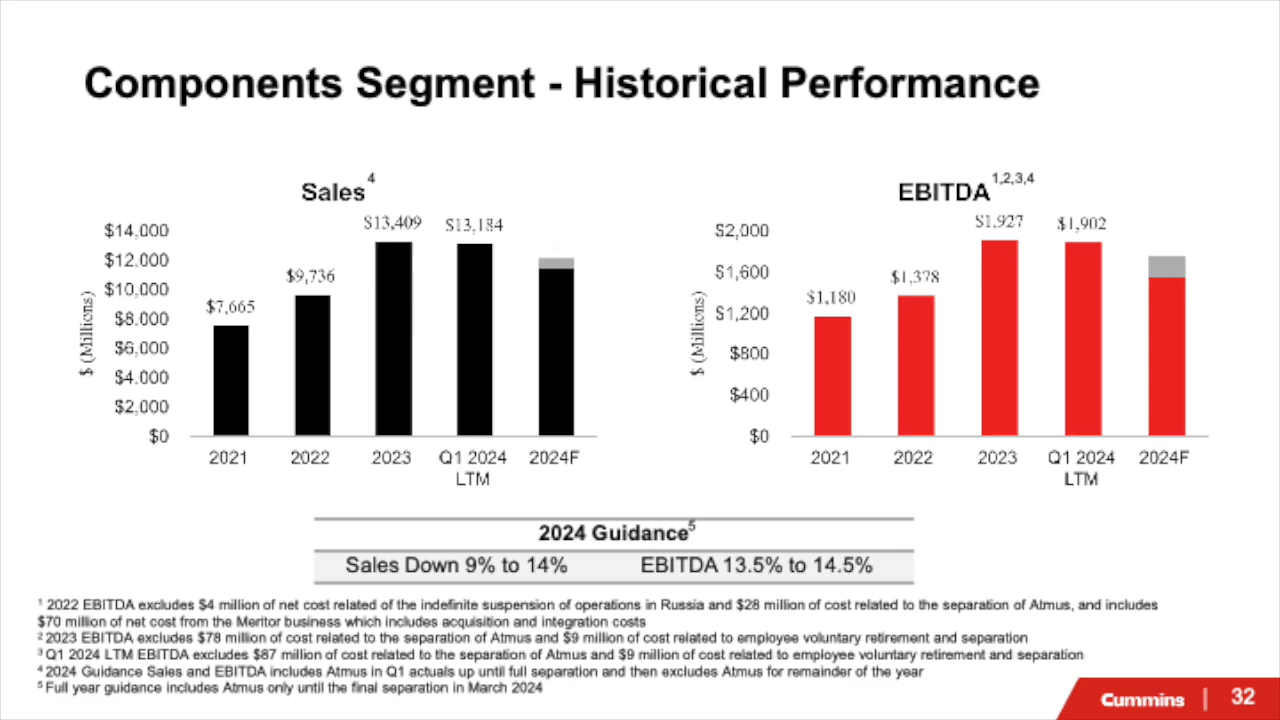 Components Segment - Historical Performance
Sales4
$ (Millions)
$14,000
$12,000
$10,000
$8,000
$6,000
$4,000
$2,000
$0
$7,665
$9,736
$13,409
$13,184
2021
2022
2023
Q1 2024
LTM
2024F
EBITDA1,2,3,4
$ (Millions)
$2,000
$1,600
$1,200
$800
$400
$0
$1,180
$1,378
$1,927
$1,902
2021
2022
2023
Q1 2024
LTM
2024F
2024 Guidance5
Sales Down 9% to 14% EBITDA 13.5% to 14.5%
1 2022 EBITDA excludes $4 million of net cost related of the indefinite suspension of operations in Russia and $28 million of cost related to the separation of Atmus, and includes
$70 million of net cost from the Meritor business which includes acquisition and integration costs
2 2023 EBITDA excludes $78 million of cost related to the separation of Atmus and $9 million of cost related to employee voluntary retirement and separation
3 Q1 2024 LTM EBITDA excludes $87 million of cost related to the separation of Atmus and $9 million of cost related to employee voluntary retirement and separation
4 2024 Guidance Sales and EBITDA includes Atmus in Q1 actuals up until full separation and then excludes Atmus for remainder of the year
5 Full year guidance includes Atmus only until the final separation in March 2024
Cummins | 32